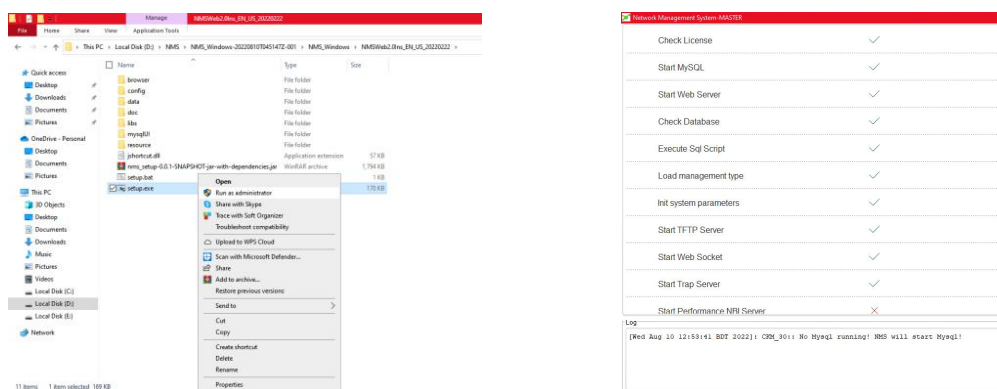 Manage
NMSWeb2.0Ins_EN_US_20220222
File
Home
Share
View
Application Tools
This PC > Local Disk (D:) > NMS > NMS_Windows-20220810T045147Z-001 > NMS_Windows > NMSWeb2.0Ins_EN_US_20220222 >
Quick access
Desktop
Downloads
Documents
Pictures
OneDrive - Personal
Desktop
Documents
Pictures
This PC
3D Objects
Desktop
Documents
Downloads
Music
Pictures
Videos
Local Disk (C:)
Local Disk (D:)
Local Disk (E:)
Network
Name Type Size
browser File folder
config File folder
data File folder
doc File folder
libs File folder
mysqlUI File folder
resource File folder
jshortcut.dll Application extension 57 KB
nms_setup-0.0.1-SNAPSHOT-jar-with-dependencies.jar WinRAR archive 1,794 KB
setup.bat 1 KB
setup.exe 170 KB
Open
Run as administrator
Share with Skype
Trace with Soft Organizer
Troubleshoot compatibility
Upload to WPS Cloud
Scan with Microsoft Defender...
Share
Add to archive...
Restore previous versions
Send to
Cut
Copy
Create shortcut
Delete
Rename
Properties
11 items 1 item selected 169 KB
Network Management System-MASTER
Check License
Start MySQL
Start Web Server
Check Database
Execute Sql Script
Load management type
Init system parameters
Start TFTP Server
Start Web Socket
Start Trap Server
Start Performance NBI Server
Log
[Wed Aug 10 12:53:41 BDT 2022]: CKM_30:: No Mysql running! NMS will start Mysql!